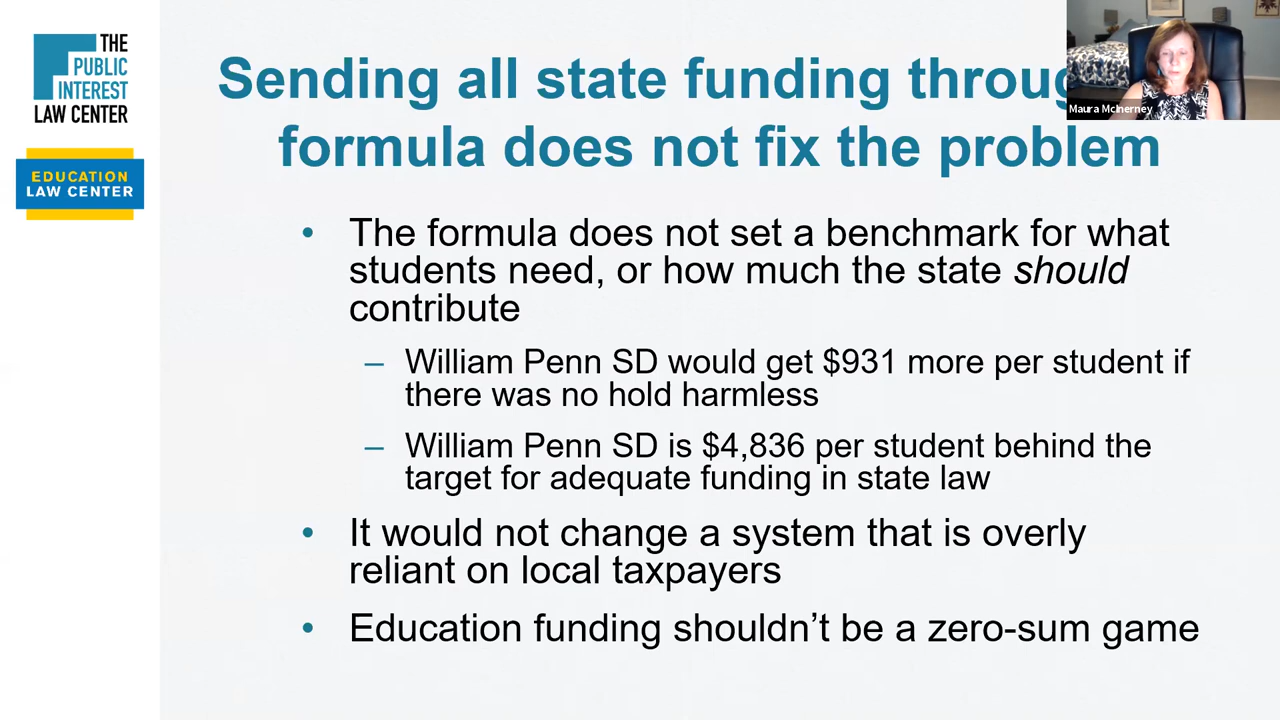 THE
PUBLIC
INTEREST
LAW CENTER
EDUCATION
LAW CENTER
Sending all state funding
formula does not fix the problem
Maura McInerney
• The formula does not set a benchmark for what
students need, or how much the state should
contribute
– William Penn SD would get $931 more per student if
there was no hold harmless
– William Penn SD is $4,836 per student behind the
target for adequate funding in state law
• It would not change a system that is overly
reliant on local taxpayers
• Education funding shouldn’t be a zero-sum game